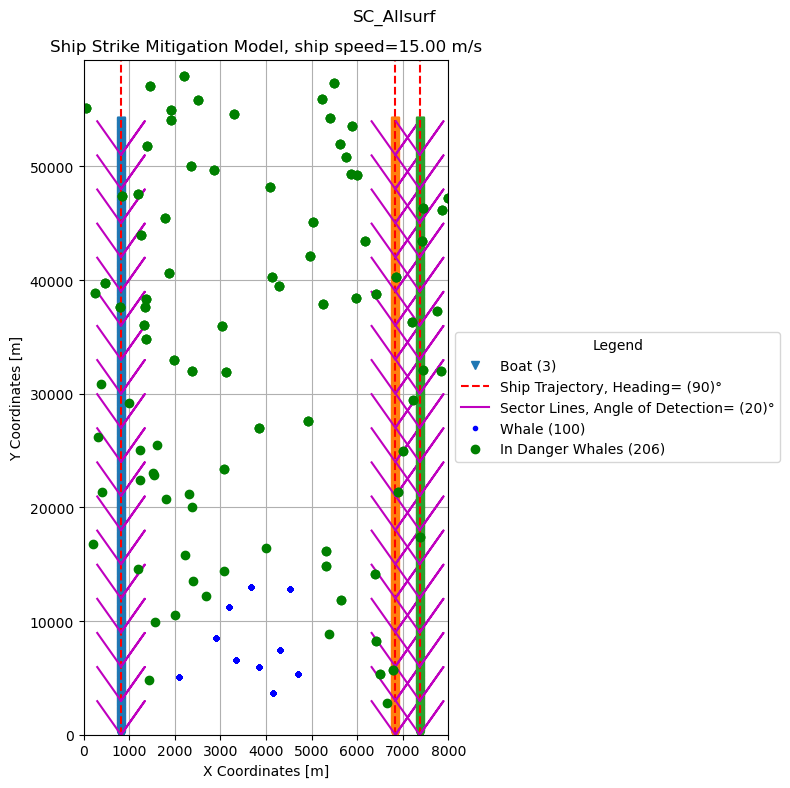 SC_Allsurf
Ship Strike Mitigation Model, ship speed=15.00 m/s
Y Coordinates [m]
50000
40000
30000
20000
10000
0
0 1000 2000 3000 4000 5000 6000 7000 8000
X Coordinates [m]
Legend
Boat (3)
Ship Trajectory, Heading= (90)°
Sector Lines, Angle of Detection= (20)°
Whale (100)
In Danger Whales (206)